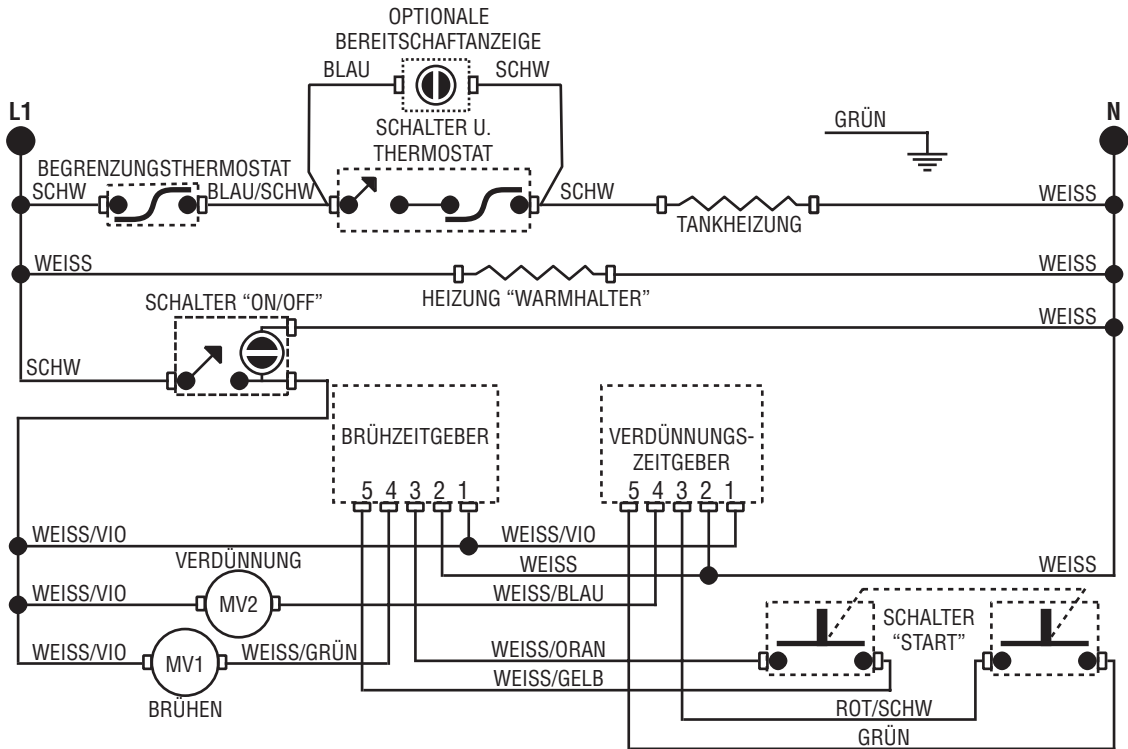 OPTIONALE
BEREITSCHAFTANZEIGE
BLAU SCHW
L1 N
SCHALTER U.
THERMOSTAT
GRÜN
BEGRENZUNGSTHERMOSTAT
SCHW BLAU/SCHW SCHW WEISS
TANKHEIZUNG
WEISS WEISS
HEIZUNG “WARMHALTER”
SCHALTER “ON/OFF”
WEISS
SCHW
BRÜHZEITGEBER
VERDÜNNUNGS-
ZEITGEBER
5 4 3 2 1 5 4 3 2 1
WEISS/VIO WEISS/VIO
VERDÜNNUNG WEISS WEISS
WEISS/VIO MV2 WEISS/BLAU
SCHALTER
“START”
WEISS/VIO MV1 WEISS/GRÜN WEISS/ORAN
WEISS/GELB
BRÜHEN
ROT/SCHW
GRÜN